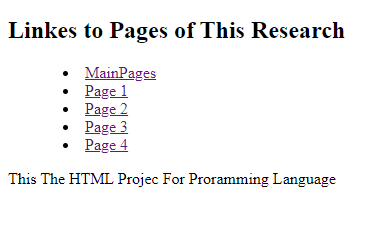 Linkes to Pages of This Research
MainPages
Page 1
Page 2
Page 3
Page 4
This The HTML Projec For Proramming Language